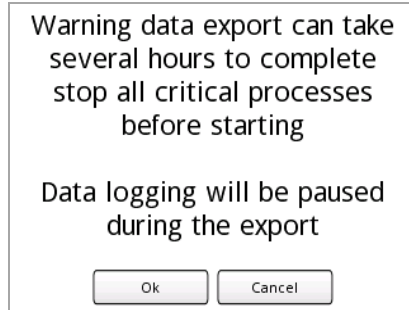 Warning data export can take
several hours to complete
stop all critical processes
before starting
Data logging will be paused
during the export
Ok
Cancel